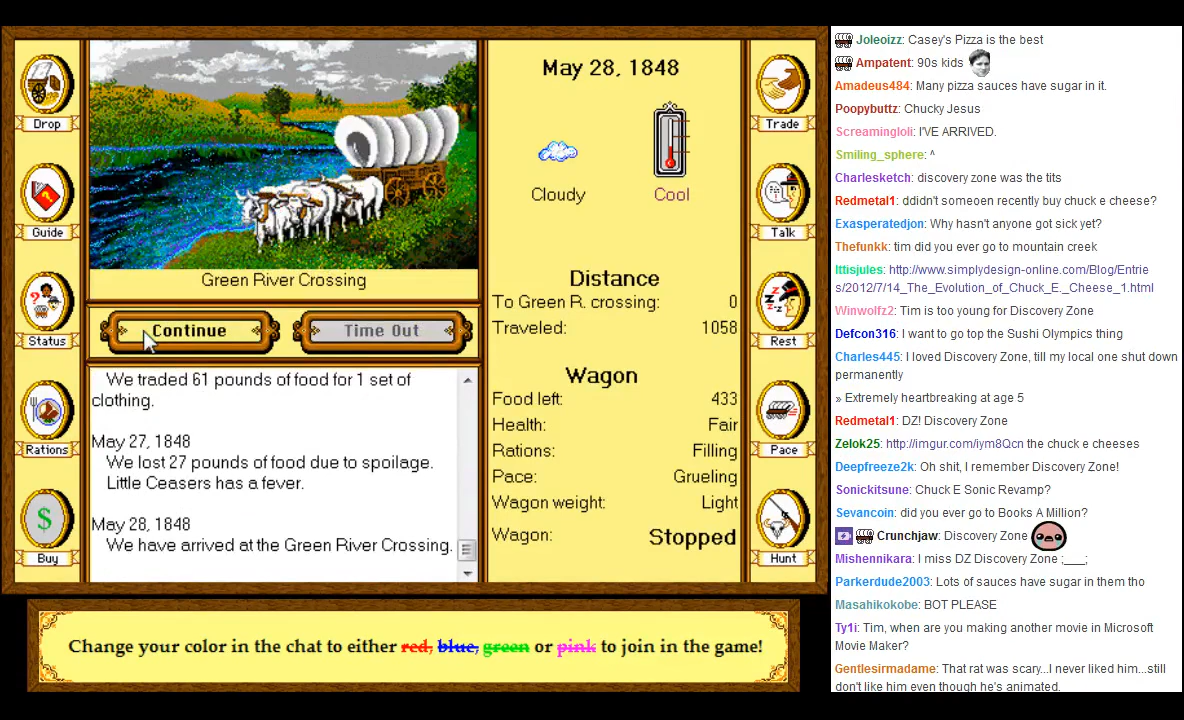 Drop
Guide
Status
Rations
$
Buy
Green River Crossing
Continue
Time Out
We traded 61 pounds of food for 1 set of
clothing.
May 27, 1848
We lost 27 pounds of food due to spoilage.
Little Ceasers has a fever.
May 28, 1848
We have arrived at the Green River Crossing.
May 28, 1848
Cloudy
Cool
Distance
To Green R. crossing: 0
Traveled: 1058
Wagon
Food left: 433
Health: Fair
Rations: Filling
Pace: Grueling
Wagon weight: Light
Wagon: Stopped
Trade
Talk
Rest
Pace
Hunt
Change your color in the chat to either red, blue, green or pink to join in the game!
Joleoizz: Casey's Pizza is the best
Ampatent: 90s kids
Amadeus484: Many pizza sauces have sugar in it.
Poopybuttz: Chucky Jesus
Screamingloli: I'VE ARRIVED.
Smiling_sphere: ^
Charlesketch: discovery zone was the tits
Redmetal1: ddidn't someoen recently buy chuck e cheese?
Exasperatedjon: Why hasn't anyone got sick yet?
Thefunkk: tim did you ever go to mountain creek
Ittisjules: http://www.simplydesign-online.com/Blog/Entrie
s/2012/7/14_The_Evolution_of_Chuck_E._Cheese_1.html
Winwolfz2: Tim is too young for Discovery Zone
Defcon316: I want to go top the Sushi Olympics thing
Charles445: I loved Discovery Zone, till my local one shut down
permanently
» Extremely heartbreaking at age 5
Redmetal1: DZ! Discovery Zone
Zelok25: http://imgur.com/iym8Qcn the chuck e cheeses
Deepfreeze2k: Oh shit, I remember Discovery Zone!
Sonickitsune: Chuck E Sonic Revamp?
Sevancoin: did you ever go to Books A Million?
Crunchjaw: Discovery Zone
Mishennikara: I miss DZ Discovery Zone ;___;
Parkerdude2003: Lots of sauces have sugar in them tho
Masahikokobe: BOT PLEASE
Ty1i: Tim, when are you making another movie in Microsoft
Movie Maker?
Gentlesirmadame: That rat was scary...I never liked him...still
don't like him even though he's animated.